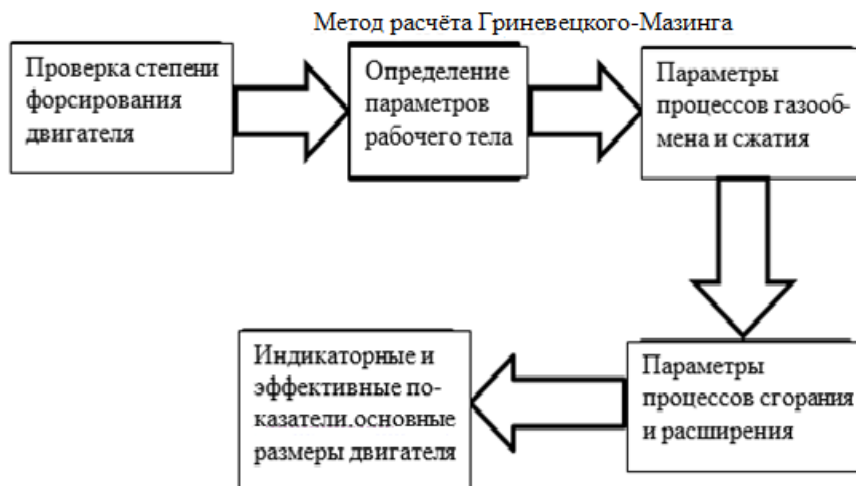 Метод расчёта Гриневецкого-Мазинга
Проверка степени
форсирования
двигателя
Определение
параметров
рабочего тела
Параметры
процессов газооб-
мена и сжатия
Параметры
процессов сгорания
и расширения
Индикаторные и
эффективные по-
казатели.основные
размеры двигателя